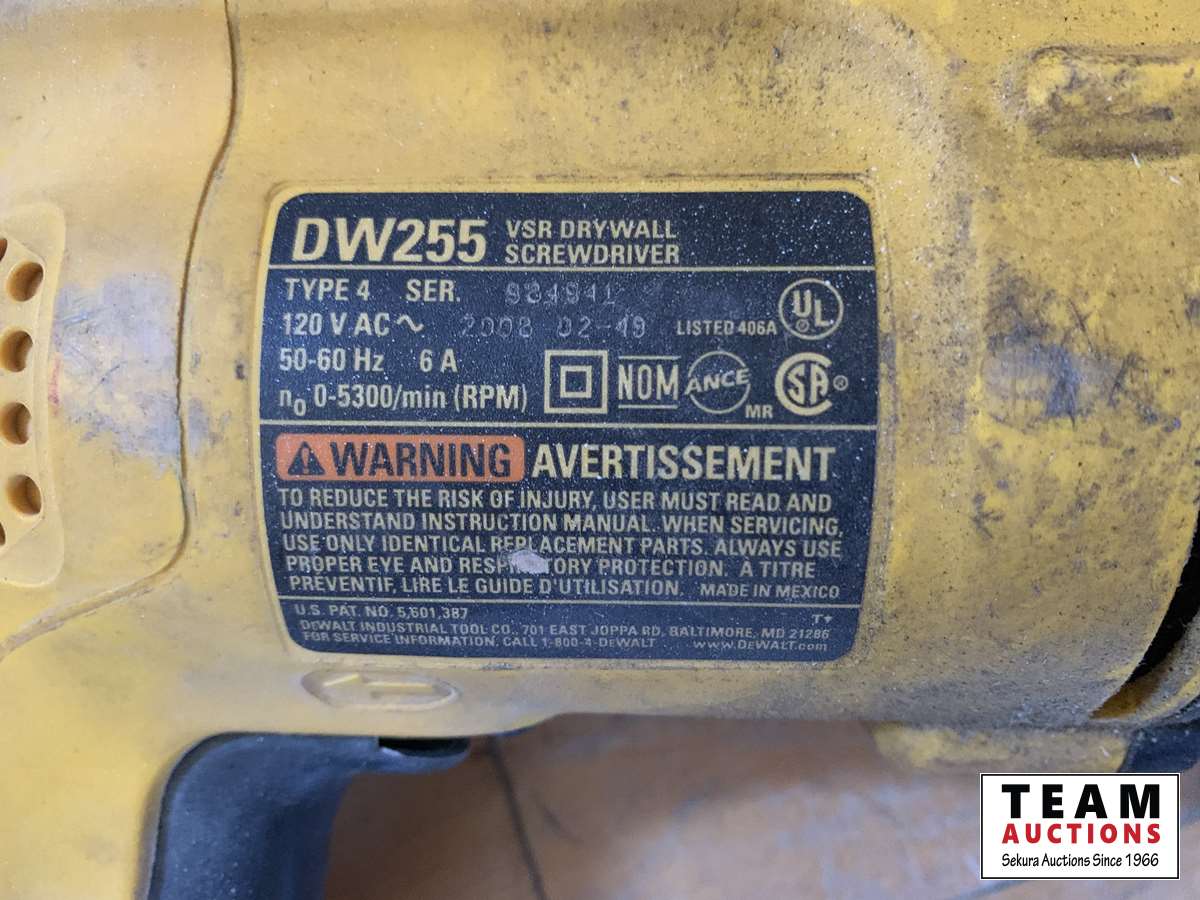 DW255 VSR DRYWALL
SCREWDRIVER
TYPE 4 SER. 984941
120 V AC ~ 2008 02-49 LISTED 406A UL
50-60 Hz 6 A
NOM ANCE SA ®
n₀ 0-5300/min (RPM) MR
WARNING AVERTISSEMENT
TO REDUCE THE RISK OF INJURY, USER MUST READ AND
UNDERSTAND INSTRUCTION MANUAL. WHEN SERVICING,
USE ONLY IDENTICAL REPLACEMENT PARTS. ALWAYS USE
PROPER EYE AND RESPIRATORY PROTECTION. A TITRE
PREVENTIF, LIRE LE GUIDE D'UTILISATION. MADE IN MEXICO
U.S. PAT. NO. 5,601,387
DEWALT INDUSTRIAL TOOL CO., 701 EAST JOPPA RD, BALTIMORE, MD 21286
FOR SERVICE INFORMATION, CALL 1-800-4-DEWALT www.DEWALT.com
TEAM
AUCTIONS
Sekura Auctions Since 1966